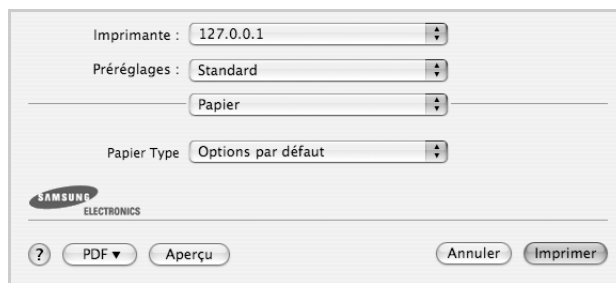 Imprimante : 127.0.0.1
Préréglages : Standard
Papier
Papier Type Options par défaut
SAMSUNG
ELECTRONICS
? PDF ▼ Aperçu Annuler Imprimer